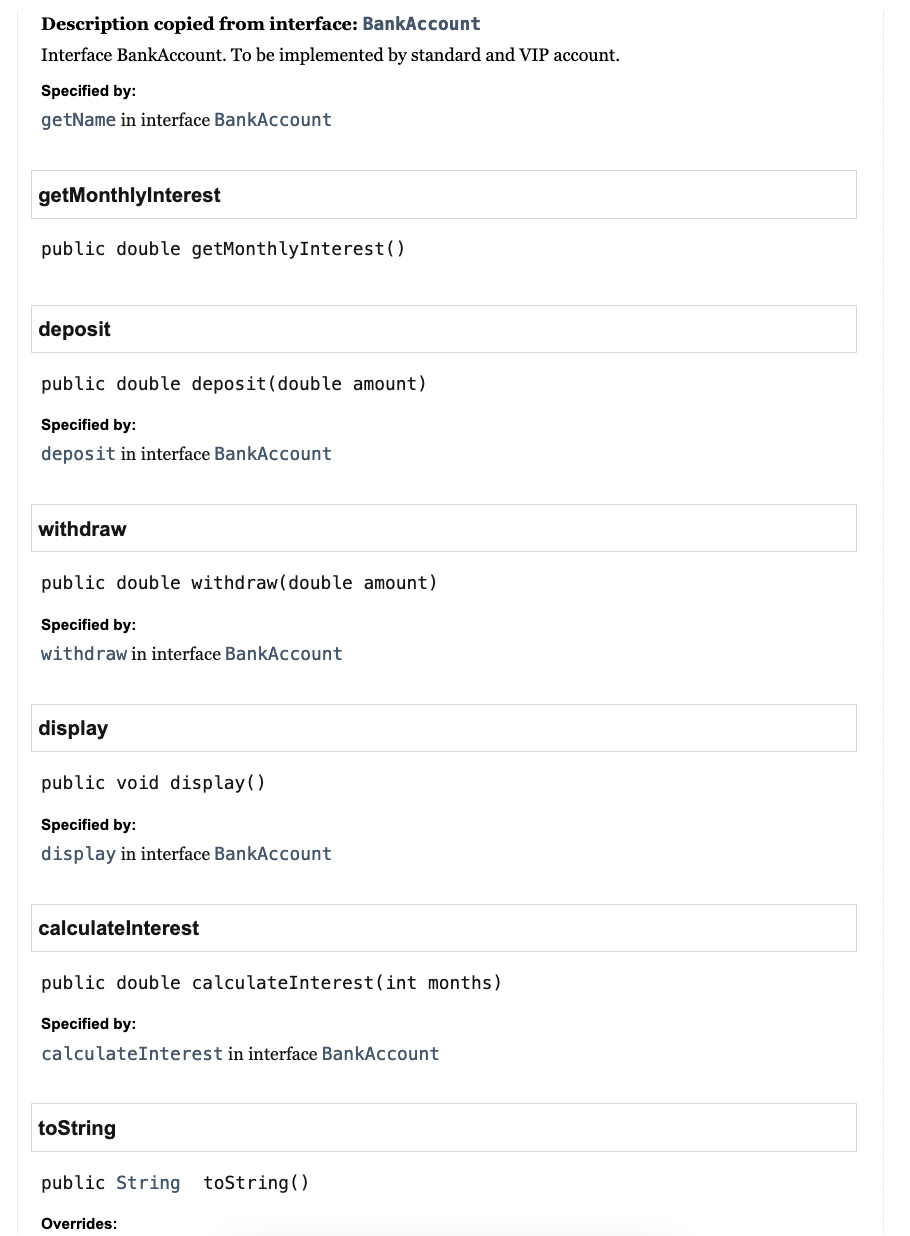 Description copied from interface: BankAccount
Interface BankAccount. To be implemented by standard and VIP account.
Specified by:
getName in interface BankAccount
getMonthlyInterest
public double getMonthlyInterest()
deposit
public double deposit(double amount)
Specified by:
deposit in interface BankAccount
withdraw
public double withdraw(double amount)
Specified by:
withdraw in interface BankAccount
display
public void display()
Specified by:
display in interface BankAccount
calculateInterest
public double calculateInterest(int months)
Specified by:
calculateInterest in interface BankAccount
toString
public String toString()
Overrides: